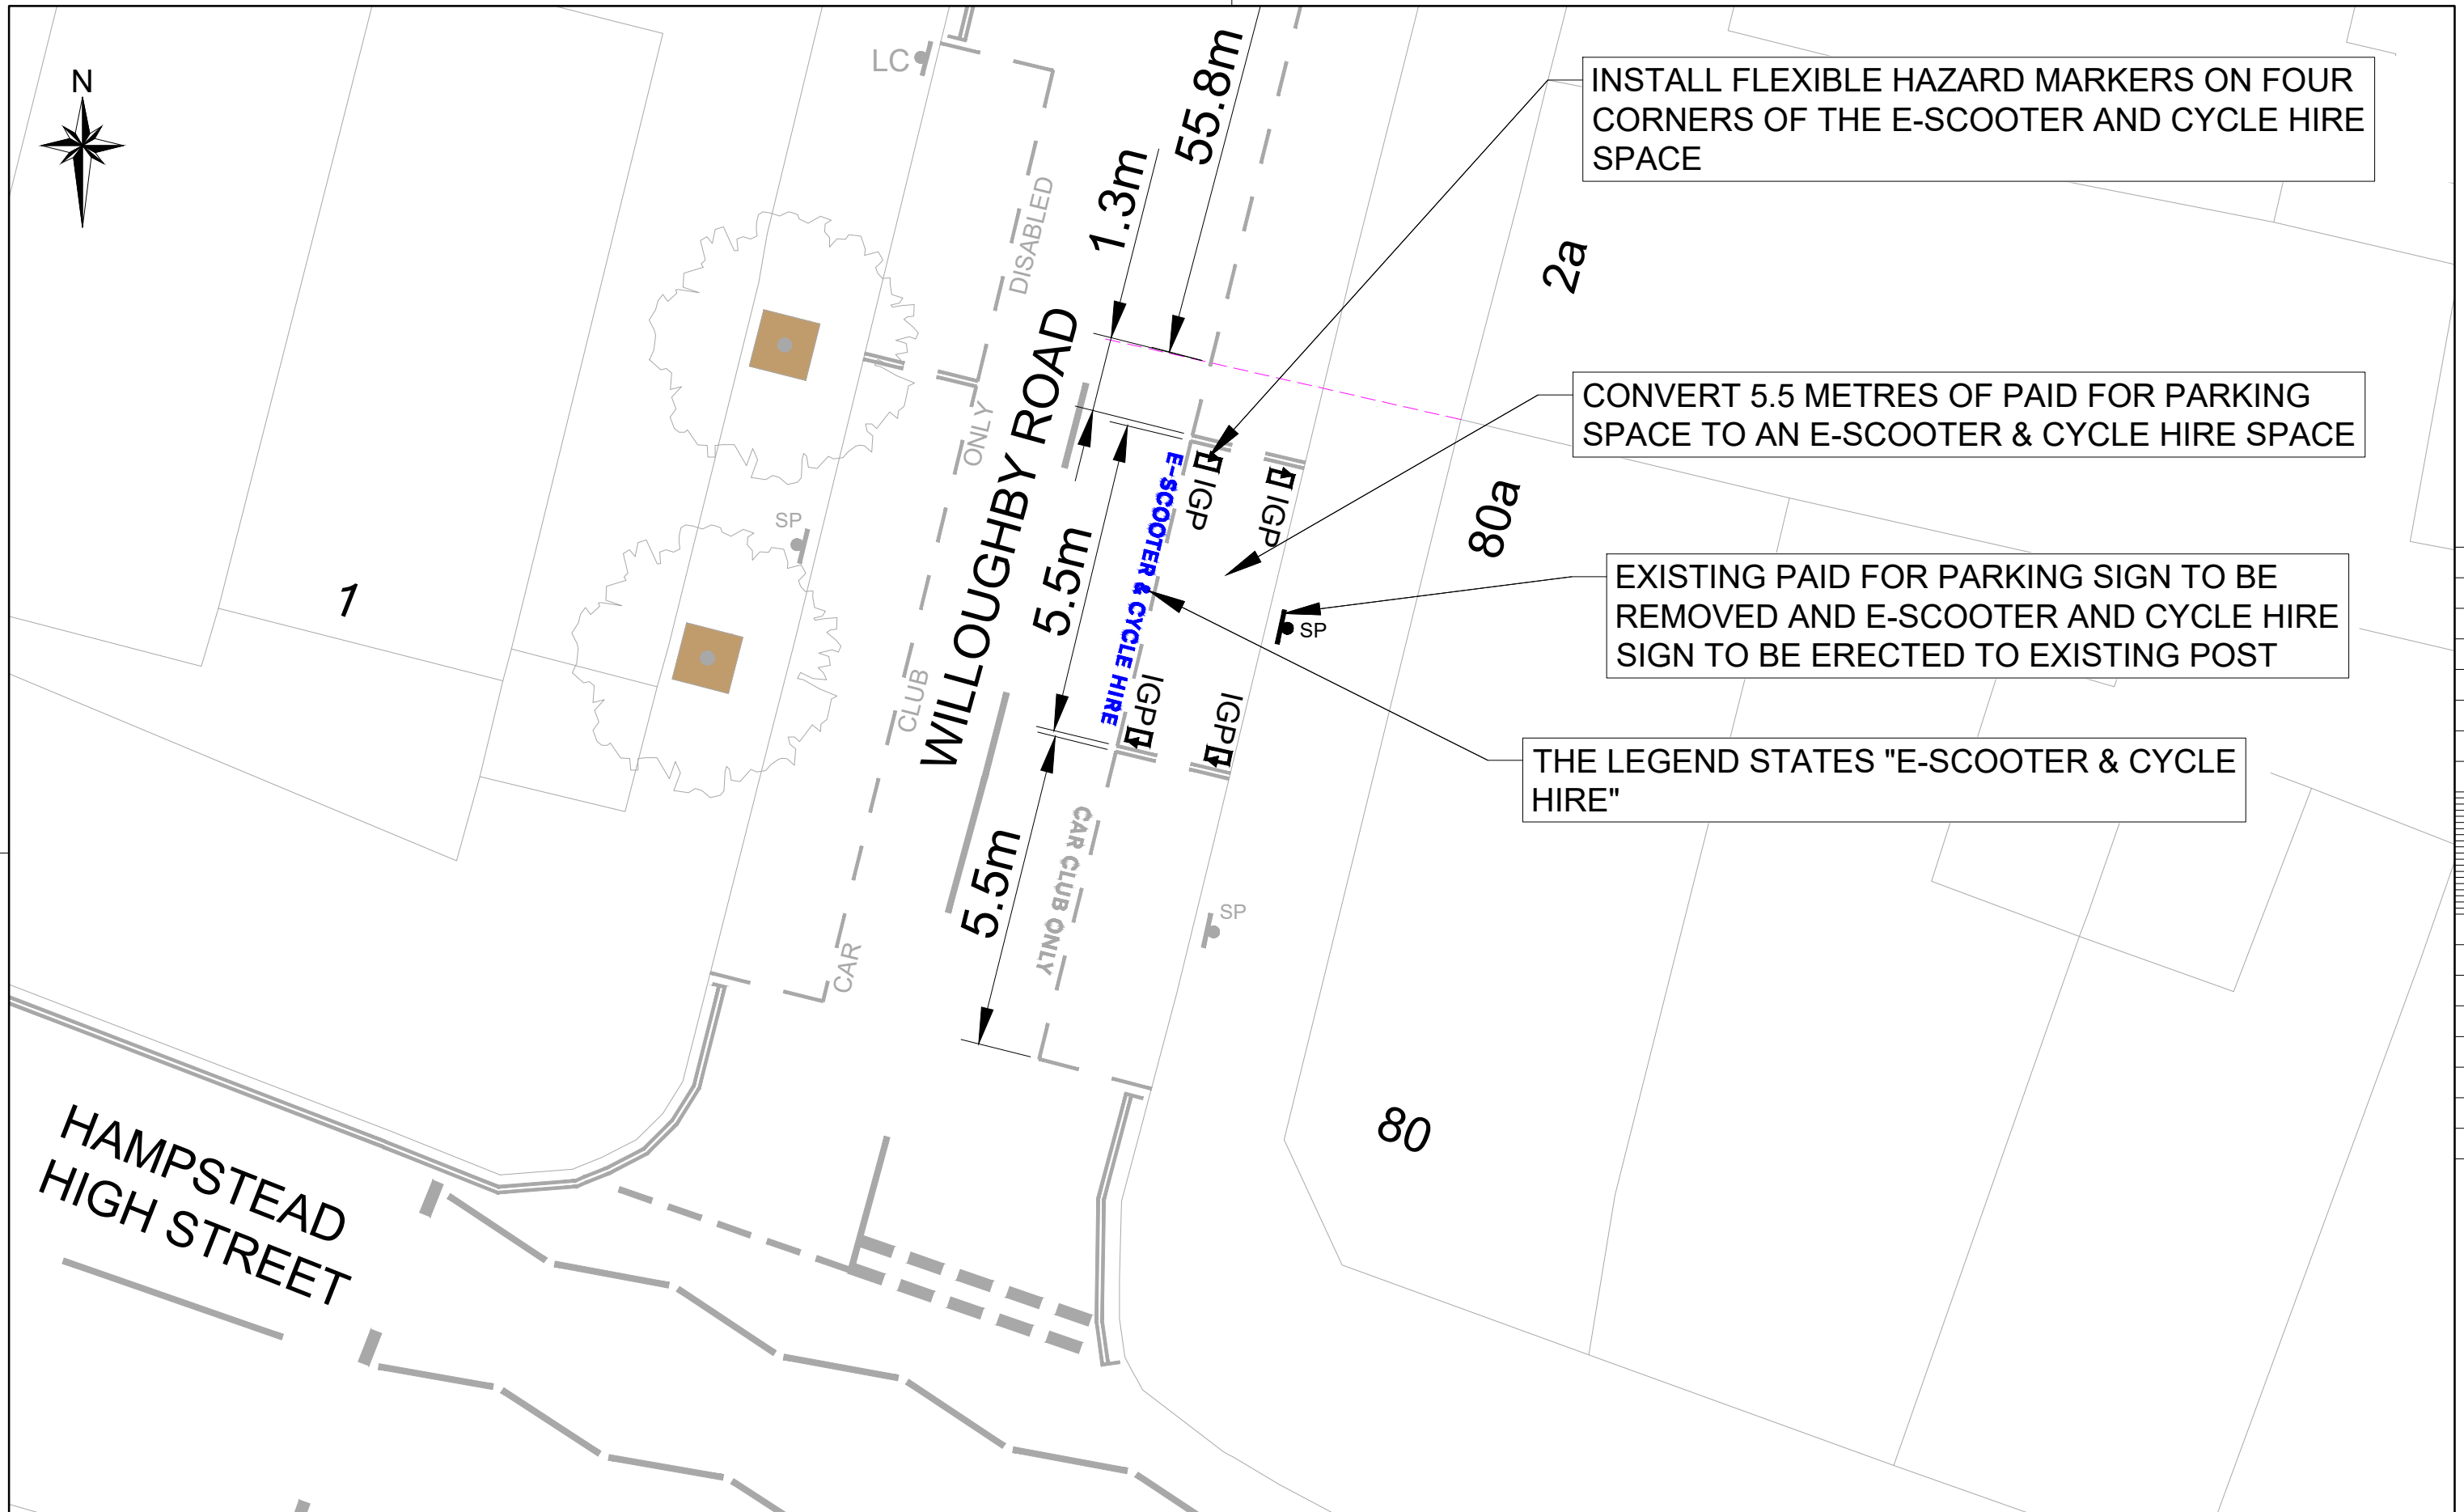 N
LC
55.8m
1.3m
INSTALL FLEXIBLE HAZARD MARKERS ON FOUR
CORNERS OF THE E-SCOOTER AND CYCLE HIRE
SPACE
DISABLED
2a
WILLOUGHBY ROAD
ONLY
CONVERT 5.5 METRES OF PAID FOR PARKING
SPACE TO AN E-SCOOTER & CYCLE HIRE SPACE
E-SCOOTER & CYCLE HIRE
IGP
IGP
80a
SP
5.5m
1
EXISTING PAID FOR PARKING SIGN TO BE
REMOVED AND E-SCOOTER AND CYCLE HIRE
SIGN TO BE ERECTED TO EXISTING POST
SP
CLUB
IGP
IGP
THE LEGEND STATES "E-SCOOTER & CYCLE
HIRE"
5.5m
CAR CLUB ONLY
SP
CAR
80
HAMPSTEAD
HIGH STREET